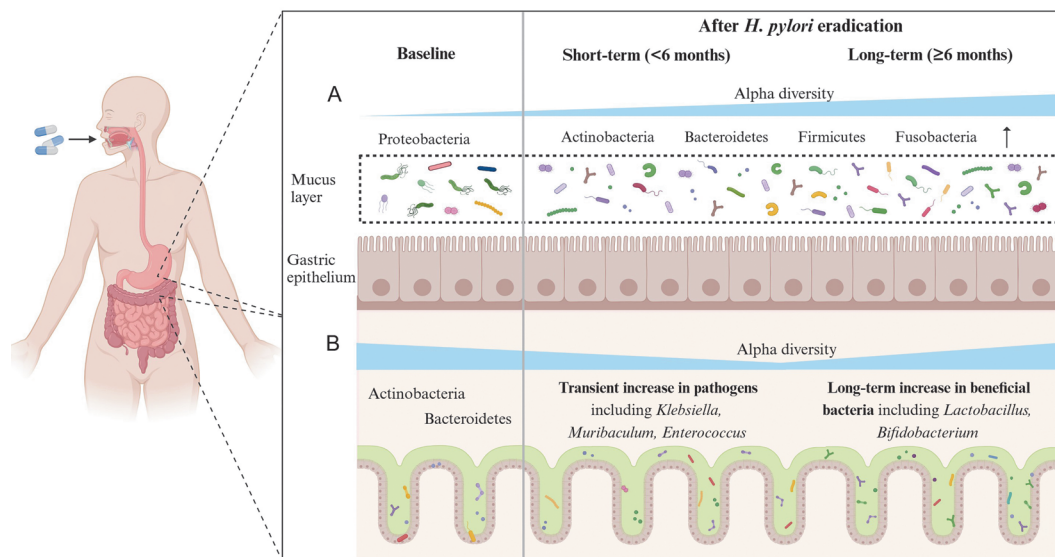 After H. pylori eradication
Baseline
Short-term (<6 months)
Long-term (≥6 months)
A
Alpha diversity
Proteobacteria
Actinobacteria
Bacteroidetes
Firmicutes
Fusobacteria
Mucus
layer
Gastric
epithelium
B
Alpha diversity
Actinobacteria
Bacteroidetes
Transient increase in pathogens
including Klebsiella,
Muribaculum, Enterococcus
Long-term increase in beneficial
bacteria including Lactobacillus,
Bifidobacterium